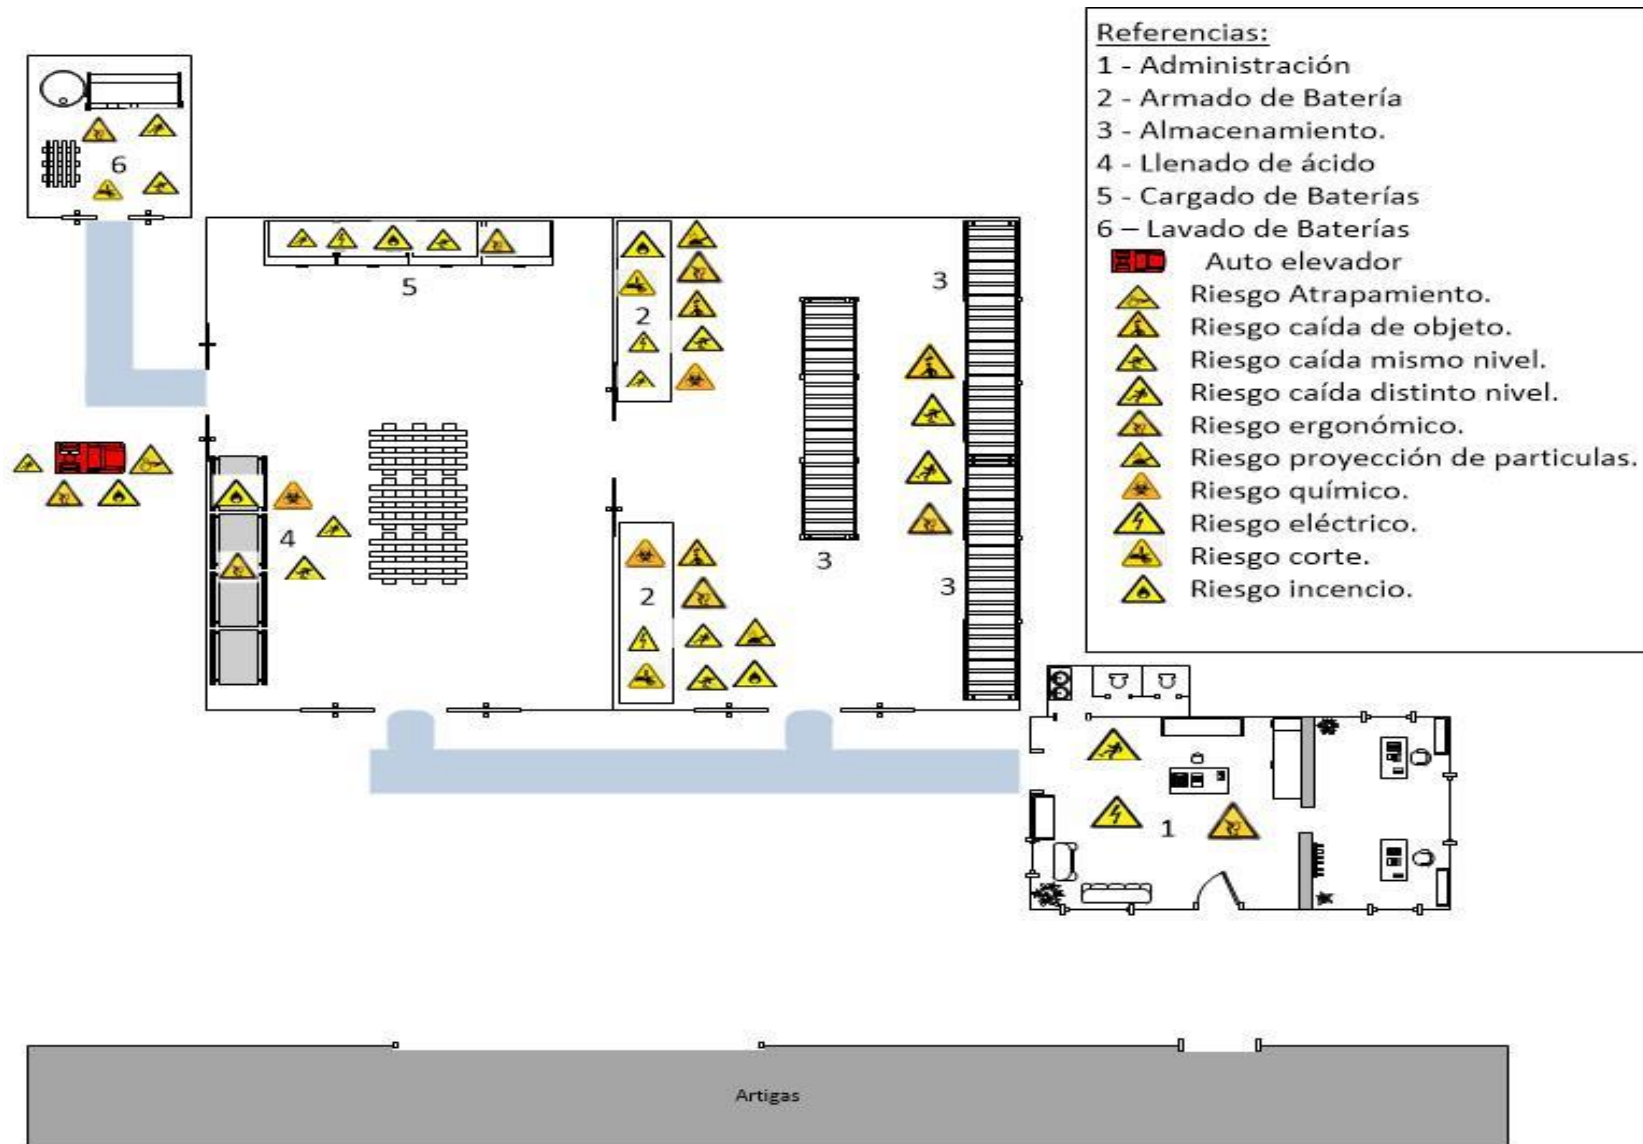 Referencias:
1 - Administración
2 - Armado de Batería
3 - Almacenamiento.
4 - Llenado de ácido
5 - Cargado de Baterías
6 – Lavado de Baterías
Auto elevador
Riesgo Atrapamiento.
Riesgo caída de objeto.
Riesgo caída mismo nivel.
Riesgo caída distinto nivel.
Riesgo ergonómico.
Riesgo proyección de particulas.
Riesgo químico.
Riesgo eléctrico.
Riesgo corte.
Riesgo incencio.
6
5
2
3
4
3
2
3
1
Artigas